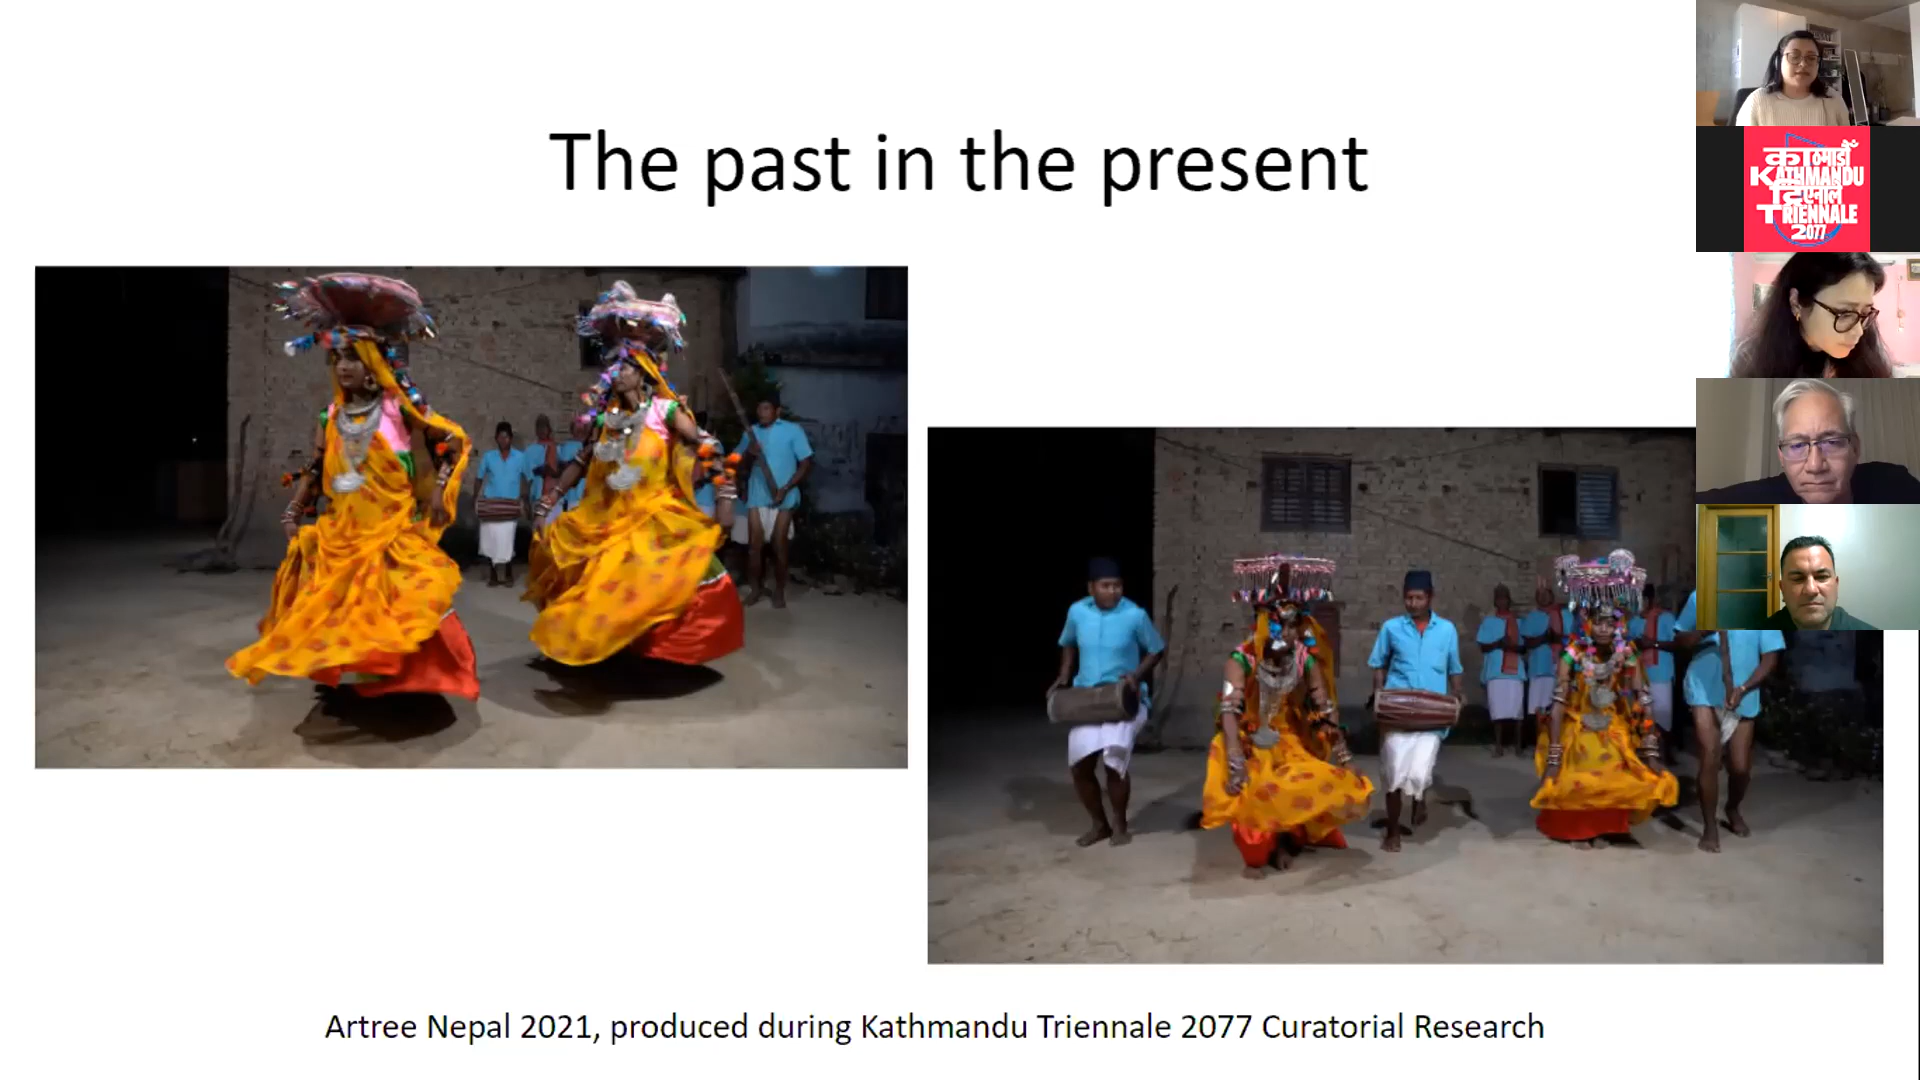 The past in the present
काठमाडौँ
KATHMANDU
ट्रिएनाले
TRIENNALE
2077
Artree Nepal 2021, produced during Kathmandu Triennale 2077 Curatorial Research